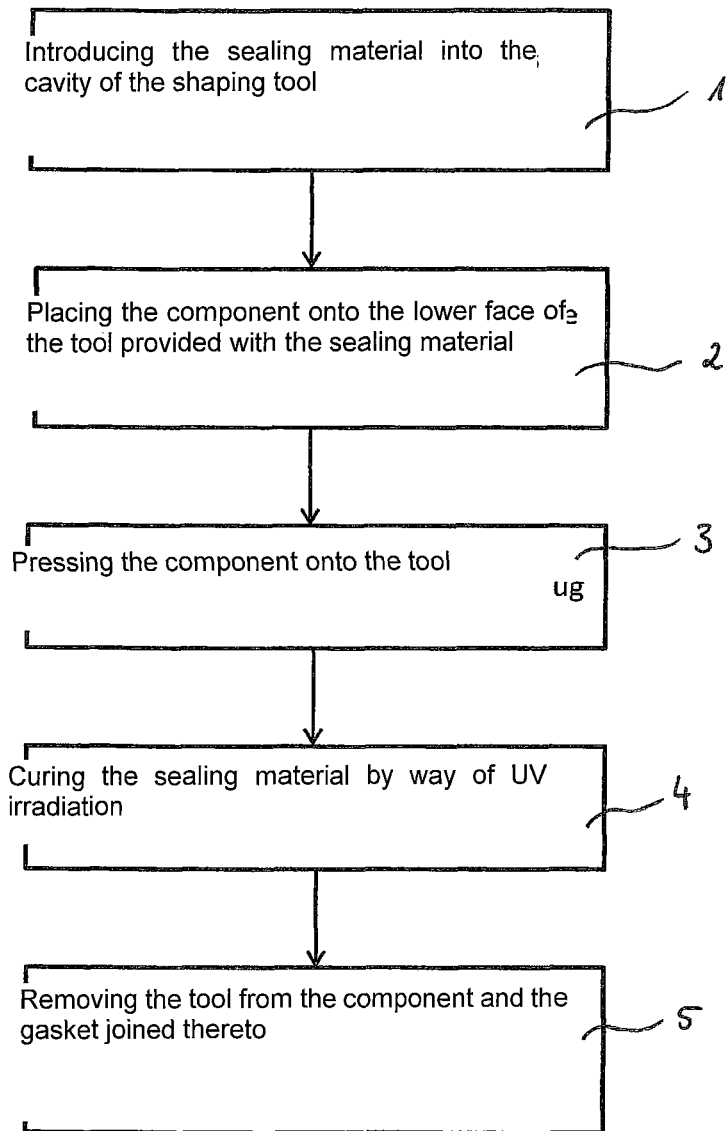 Introducing the sealing material into the
cavity of the shaping tool
1
Placing the component onto the lower face of
the tool provided with the sealing material
2
Pressing the component onto the tool
3
ug
Curing the sealing material by way of UV
irradiation
4
Removing the tool from the component and the
gasket joined thereto
5